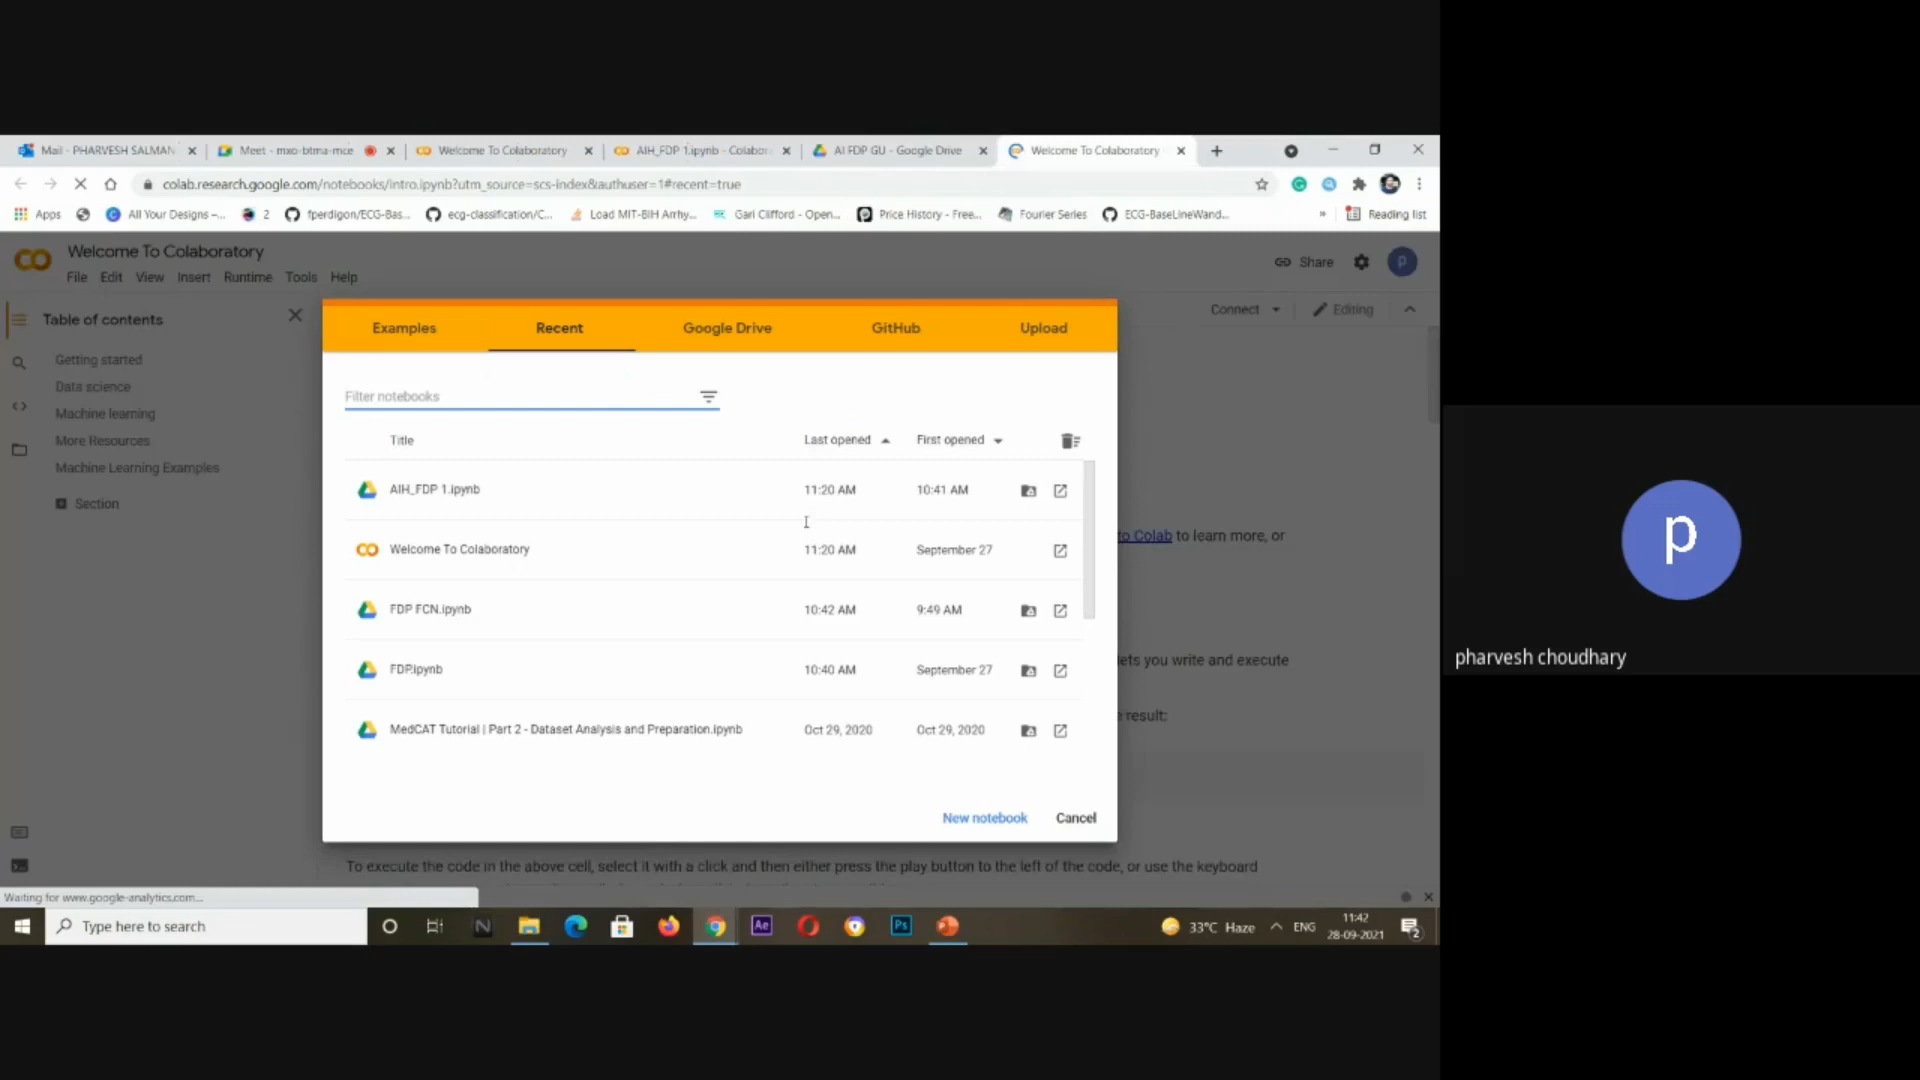 Mail - PHARVESH SALMAN
Meet - mxo-btma-mce
Welcome To Colaboratory
AIH_FDP 1.ipynb - Colabor
AI FDP GU - Google Drive
Welcome To Colaboratory
colab.research.google.com/notebooks/intro.ipynb?utm_source=scs-index&authuser=1#recent=true
Apps
All Your Designs –...
2
fperdigon/ECG-Bas...
ecg-classification/C...
Load MIT-BIH Arrhy...
Gari Clifford - Open...
Price History - Free...
Fourier Series
ECG-BaseLineWand...
»
Reading list
Welcome To Colaboratory
File Edit View Insert Runtime Tools Help
Share
P
Table of contents
Connect
Editing
Getting started
Data science
Machine learning
More Resources
Machine Learning Examples
Section
Examples Recent Google Drive GitHub Upload
Filter notebooks
Title Last opened First opened
AIH_FDP 1.ipynb 11:20 AM 10:41 AM
Welcome To Colaboratory 11:20 AM September 27
FDP FCN.ipynb 10:42 AM 9:49 AM
FDP.ipynb 10:40 AM September 27
MedCAT Tutorial | Part 2 - Dataset Analysis and Preparation.ipynb Oct 29, 2020 Oct 29, 2020
New notebook Cancel
to Colab to learn more, or
lets you write and execute
result:
To execute the code in the above cell, select it with a click and then either press the play button to the left of the code, or use the keyboard
Waiting for www.google-analytics.com...
Type here to search
N
Ae
Ps
33°C Haze
ENG
11:42
28-09-2021
2
p
pharvesh choudhary